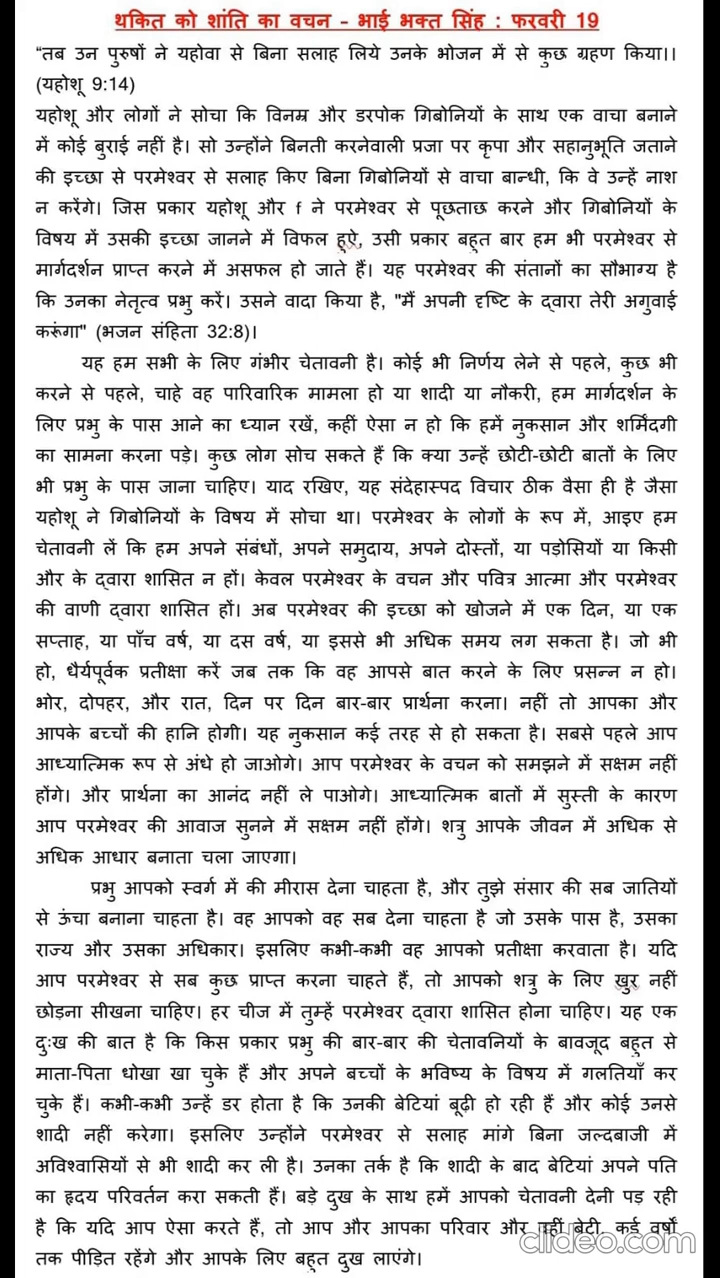 थकित को शांति का वचन – भाई भक्त सिंह : फरवरी 19
“तब उन पुरुषों ने यहोवा से बिना सलाह लिये उनके भोजन में से कुछ ग्रहण किया।।
(यहोशू 9:14)
यहोशू और लोगों ने सोचा कि विनम्र और डरपोक गिबोनियों के साथ एक वाचा बनाने
में कोई बुराई नहीं है। सो उन्होंने बिनती करनेवाली प्रजा पर कृपा और सहानुभूति जताने
की इच्छा से परमेश्वर से सलाह किए बिना गिबोनियों से वाचा बान्धी, कि वे उन्हें नाश
न करेंगे। जिस प्रकार यहोशू और f ने परमेश्वर से पूछताछ करने और गिबोनियों के
विषय में उसकी इच्छा जानने में विफल हुऐ, उसी प्रकार बहुत बार हम भी परमेश्वर से
मार्गदर्शन प्राप्त करने में असफल हो जाते हैं। यह परमेश्वर की संतानों का सौभाग्य है
कि उनका नेतृत्व प्रभु करें। उसने वादा किया है, "मैं अपनी दृष्टि के द्वारा तेरी अगुवाई
करूंगा" (भजन संहिता 32:8)।
यह हम सभी के लिए गंभीर चेतावनी है। कोई भी निर्णय लेने से पहले, कुछ भी
करने से पहले, चाहे वह पारिवारिक मामला हो या शादी या नौकरी, हम मार्गदर्शन के
लिए प्रभु के पास आने का ध्यान रखें, कहीं ऐसा न हो कि हमें नुकसान और शर्मिंदगी
का सामना करना पड़े। कुछ लोग सोच सकते हैं कि क्या उन्हें छोटी-छोटी बातों के लिए
भी प्रभु के पास जाना चाहिए। याद रखिए, यह संदेहास्पद विचार ठीक वैसा ही है जैसा
यहोशू ने गिबोनियों के विषय में सोचा था। परमेश्वर के लोगों के रूप में, आइए हम
चेतावनी लें कि हम अपने संबंधों, अपने समुदाय, अपने दोस्तों, या पड़ोसियों या किसी
और के द्वारा शासित न हों। केवल परमेश्वर के वचन और पवित्र आत्मा और परमेश्वर
की वाणी द्वारा शासित हों। अब परमेश्वर की इच्छा को खोजने में एक दिन, या एक
सप्ताह, या पाँच वर्ष, या दस वर्ष, या इससे भी अधिक समय लग सकता है। जो भी
हो, धैर्यपूर्वक प्रतीक्षा करें जब तक कि वह आपसे बात करने के लिए प्रसन्न न हो।
भोर, दोपहर, और रात, दिन पर दिन बार-बार प्रार्थना करना। नहीं तो आपका और
आपके बच्चों की हानि होगी। यह नुकसान कई तरह से हो सकता है। सबसे पहले आप
आध्यात्मिक रूप से अंधे हो जाओगे। आप परमेश्वर के वचन को समझने में सक्षम नहीं
होंगे। और प्रार्थना का आनंद नहीं ले पाओगे। आध्यात्मिक बातों में सुस्ती के कारण
आप परमेश्वर की आवाज सुनने में सक्षम नहीं होंगे। शत्रु आपके जीवन में अधिक से
अधिक आधार बनाता चला जाएगा।
प्रभु आपको स्वर्ग में की मीरास देना चाहता है, और तुझे संसार की सब जातियों
से ऊंचा बनाना चाहता है। वह आपको वह सब देना चाहता है जो उसके पास है, उसका
राज्य और उसका अधिकार। इसलिए कभी-कभी वह आपको प्रतीक्षा करवाता है। यदि
आप परमेश्वर से सब कुछ प्राप्त करना चाहते हैं, तो आपको शत्रु के लिए खुर नहीं
छोड़ना सीखना चाहिए। हर चीज में तुम्हें परमेश्वर द्वारा शासित होना चाहिए। यह एक
दुःख की बात है कि किस प्रकार प्रभु की बार-बार की चेतावनियों के बावजूद बहुत से
माता-पिता धोखा खा चुके हैं और अपने बच्चों के भविष्य के विषय में गलतियाँ कर
चुके हैं। कभी-कभी उन्हें डर होता है कि उनकी बेटियां बूढ़ी हो रही हैं और कोई उनसे
शादी नहीं करेगा। इसलिए उन्होंने परमेश्वर से सलाह मांगे बिना जल्दबाजी में
अविश्वासियों से भी शादी कर ली है। उनका तर्क है कि शादी के बाद बेटियां अपने पति
का हृदय परिवर्तन करा सकती हैं। बड़े दुख के साथ हमें आपको चेतावनी देनी पड़ रही
है कि यदि आप ऐसा करते हैं, तो आप और आपका परिवार और बेटी, कई वर्षों
तक पीड़ित रहेंगे और आपके लिए बहुत दुख लाएंगे।
clideo.com